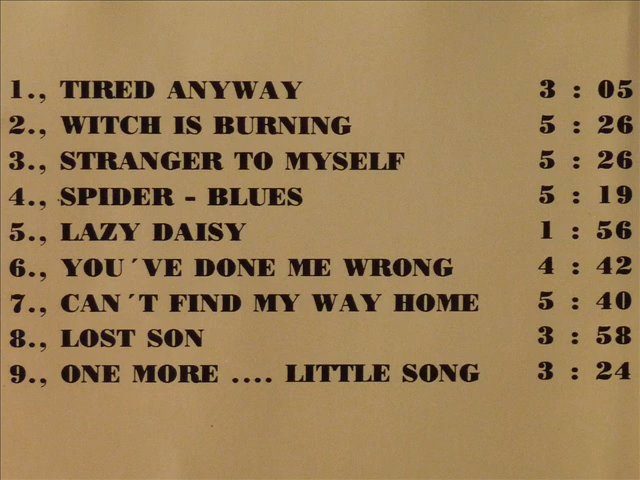 1., TIRED ANYWAY 3 : 05
2., WITCH IS BURNING 5 : 26
3., STRANGER TO MYSELF 5 : 26
4., SPIDER - BLUES 5 : 19
5., LAZY DAISY 1 : 56
6., YOU´VE DONE ME WRONG 4 : 42
7., CAN´T FIND MY WAY HOME 5 : 40
8., LOST SON 3 : 58
9., ONE MORE .... LITTLE SONG 3 : 24